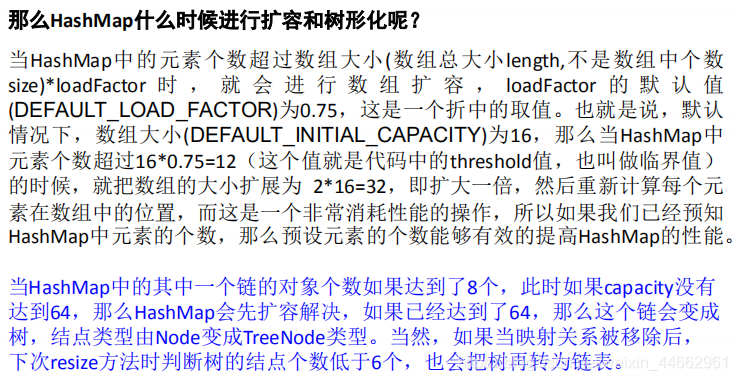 那么HashMap什么时候进行扩容和树形化呢？
当HashMap中的元素个数超过数组大小(数组总大小length,不是数组中个数
size)*loadFactor 时 ， 就 会 进 行 数 组 扩 容 ， loadFactor 的 默 认 值
(DEFAULT_LOAD_FACTOR)为0.75，这是一个折中的取值。也就是说，默认
情况下，数组大小(DEFAULT_INITIAL_CAPACITY)为16，那么当HashMap中
元素个数超过16*0.75=12（这个值就是代码中的threshold值，也叫做临界值）
的时候，就把数组的大小扩展为 2*16=32，即扩大一倍，然后重新计算每个元
素在数组中的位置，而这是一个非常消耗性能的操作，所以如果我们已经预知
HashMap中元素的个数，那么预设元素的个数能够有效的提高HashMap的性能。
当HashMap中的其中一个链的对象个数如果达到了8个，此时如果capacity没有
达到64，那么HashMap会先扩容解决，如果已经达到了64，那么这个链会变成
树，结点类型由Node变成TreeNode类型。当然，如果当映射关系被移除后，
下次resize方法时判断树的结点个数低于6个，也会把树再转为链表。